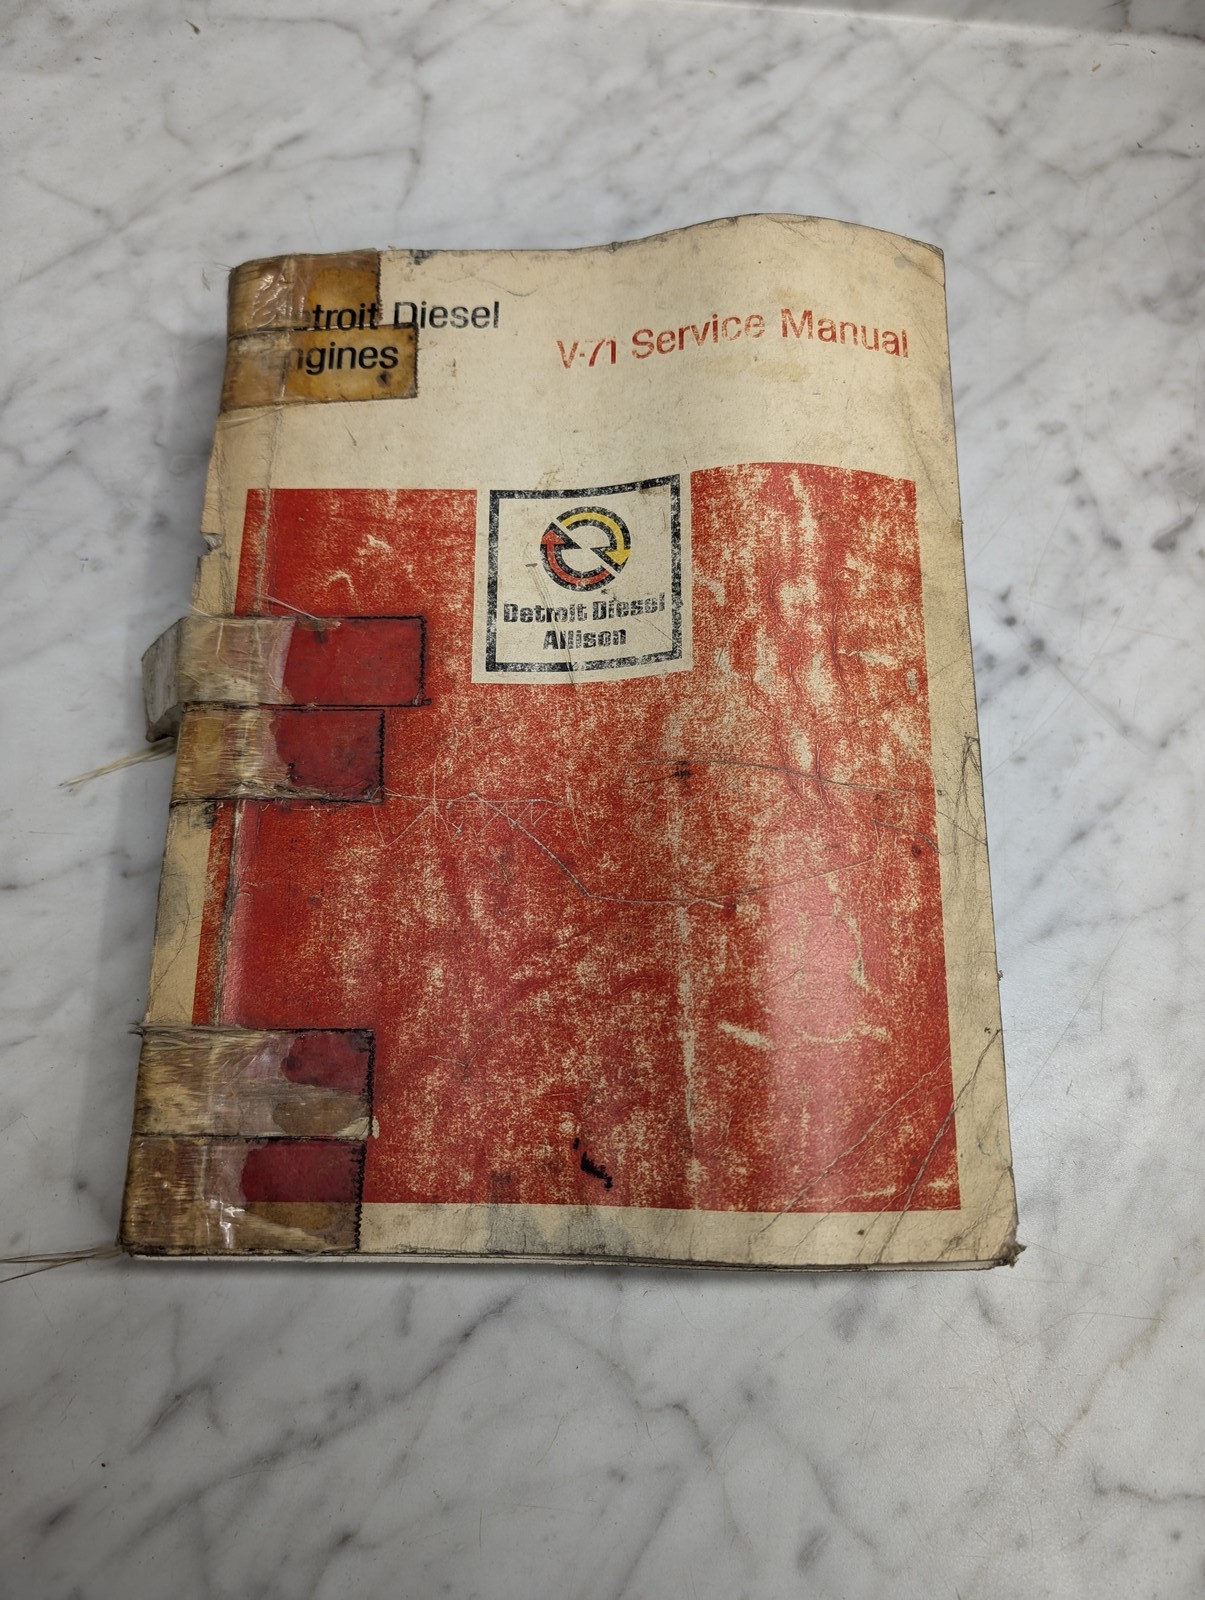 Detroit Diesel
Engines
V-71 Service Manual
Detroit Diesel
Allison